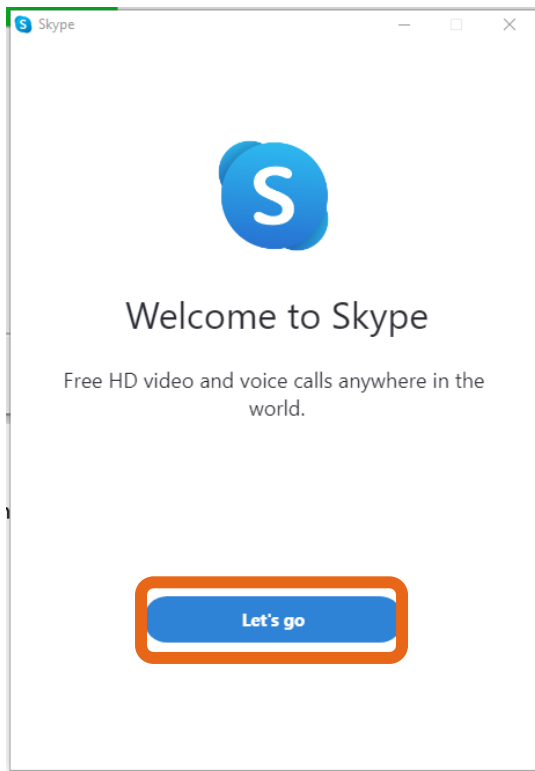 Skype
S
Welcome to Skype
Free HD video and voice calls anywhere in the
world.
Let's go